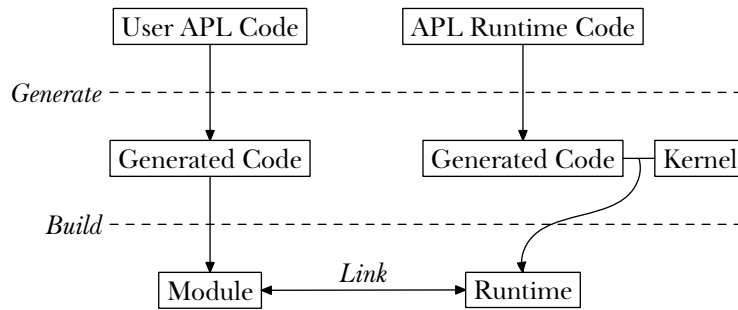 User APL Code
APL Runtime Code
Generate
Generated Code
Generated Code
Kernel
Build
Module
Link
Runtime